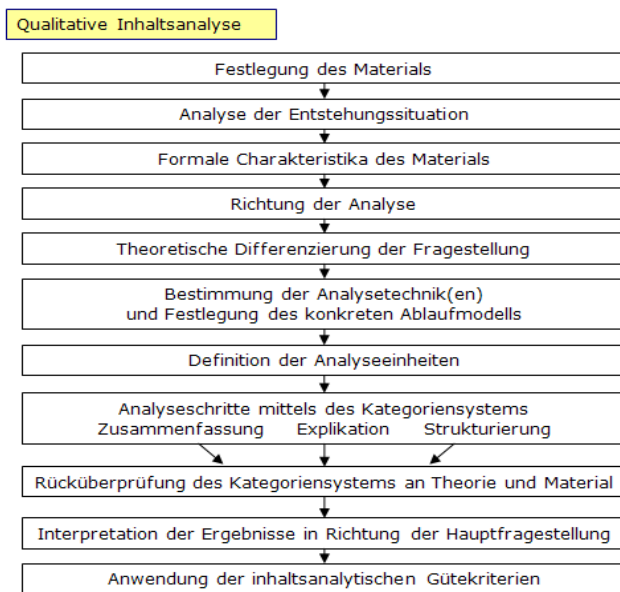 Qualitative Inhaltsanalyse
Festlegung des Materials
Analyse der Entstehungssituation
Formale Charakteristika des Materials
Richtung der Analyse
Theoretische Differenzierung der Fragestellung
Bestimmung der Analysetechnik(en)
und Festlegung des konkreten Ablaufmodells
Definition der Analyseeinheiten
Analyseschritte mittels des Kategoriensystems
Zusammenfassung Explikation Strukturierung
Rücküberprüfung des Kategoriensystems an Theorie und Material
Interpretation der Ergebnisse in Richtung der Hauptfragestellung
Anwendung der inhaltsanalytischen Gütekriterien